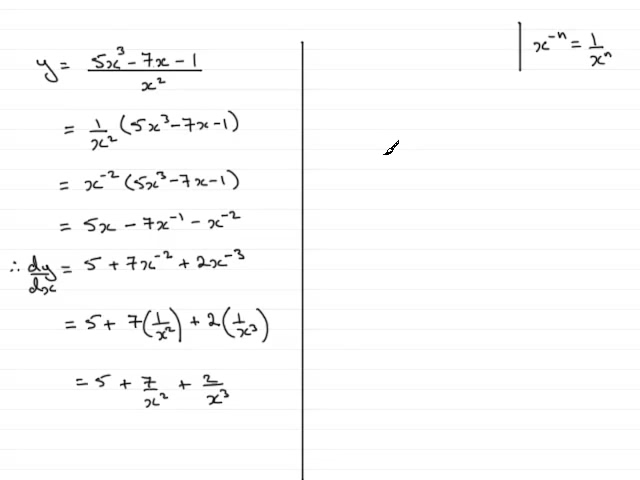 y = (5x³ - 7x - 1)/x²
= 1/x² (5x³ - 7x - 1)
= x⁻² (5x³ - 7x - 1)
= 5x - 7x⁻¹ - x⁻²
∴ dy/dx = 5 + 7x⁻² + 2x⁻³
= 5 + 7(1/x²) + 2(1/x³)
= 5 + 7/x² + 2/x³
x⁻ⁿ = 1/xⁿ